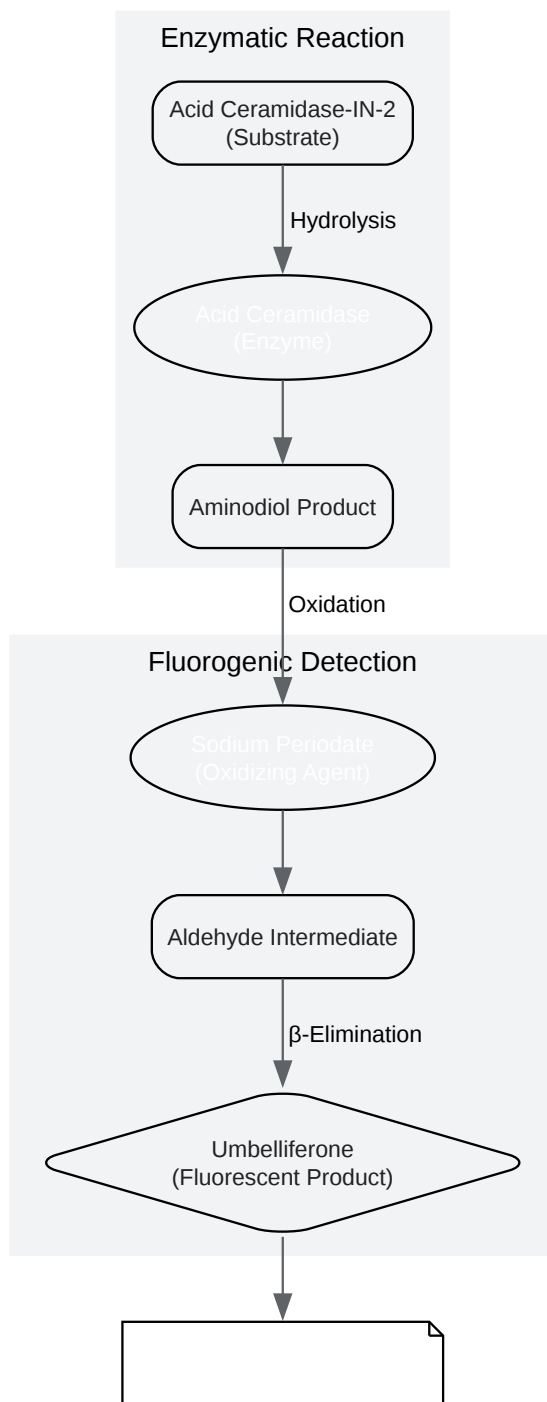 Enzymatic Reaction
Acid Ceramidase-IN-2
(Substrate)
Hydrolysis
Acid Ceramidase
(Enzyme)
Aminodiol Product
Oxidation
Fluorogenic Detection
Sodium Periodate
(Oxidizing Agent)
Aldehyde Intermediate
β-Elimination
Umbelliferone
(Fluorescent Product)